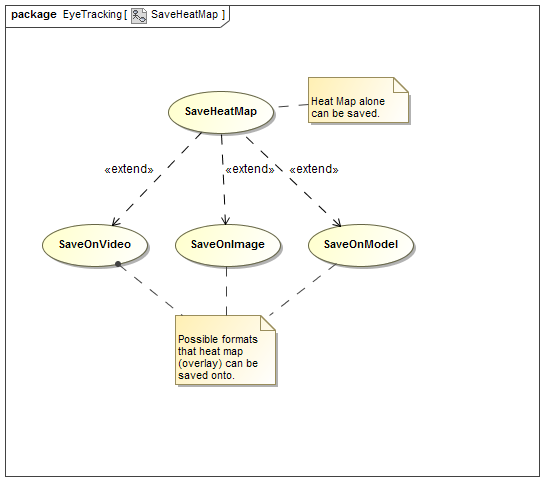 package EyeTracking [ SaveHeatMap ]
SaveHeatMap
Heat Map alone
can be saved.
«extend»
«extend»
«extend»
SaveOnVideo
SaveOnImage
SaveOnModel
Possible formats
that heat map
(overlay) can be
saved onto.